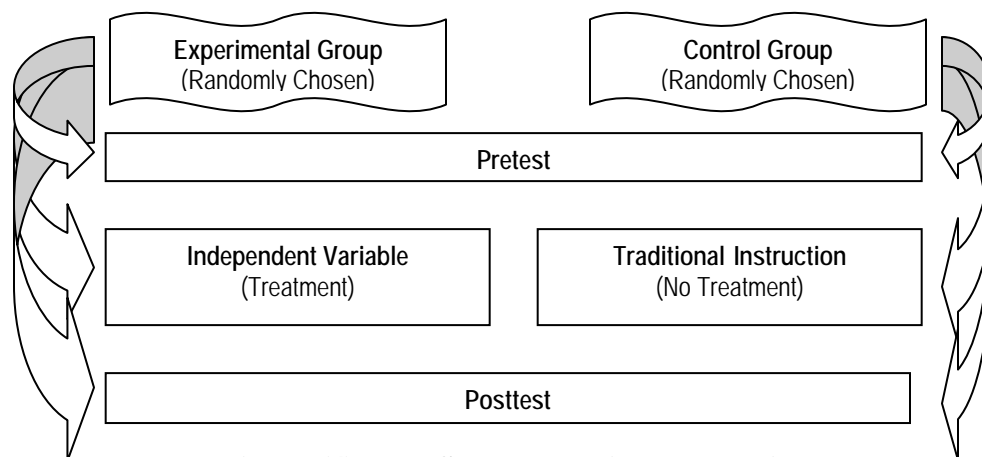 Experimental Group
(Randomly Chosen)
Control Group
(Randomly Chosen)
Pretest
Independent Variable
(Treatment)
Traditional Instruction
(No Treatment)
Posttest